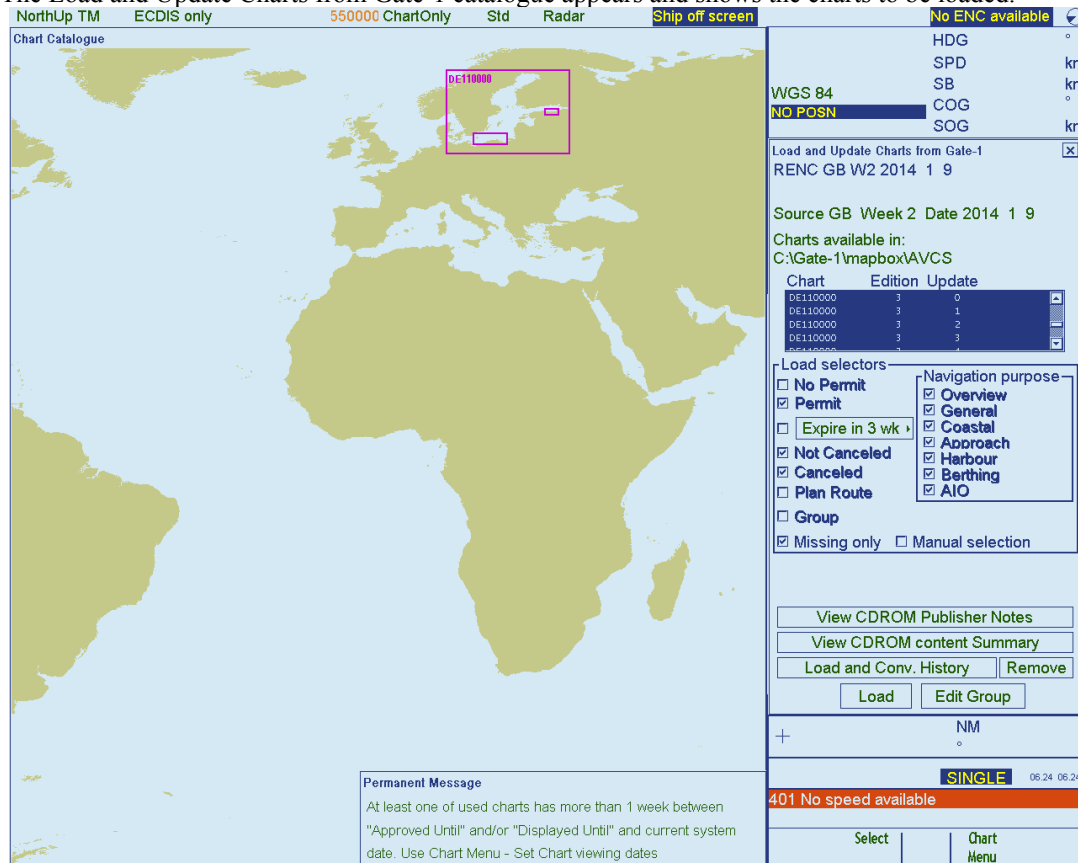 The Load and Update Charts from Gate-1 catalogue appears and shows the charts to be loaded.
NorthUp TM ECDIS only 550000 ChartOnly Std Radar Ship off screen No ENC available
Chart Catalogue
DE110000
HDG °
SPD
SB
WGS 84
COG °
NO POSN
SOG
Load and Update Charts from Gate-1
RENC GB W2 2014 1 9
Source GB Week 2 Date 2014 1 9
Charts available in:
C:\Gate-1\mapbox\AVCS
Chart Edition Update
DE110000 3 0
DE110000 3 1
DE110000 3 2
DE110000 3 3
Load selectors
No Permit
Permit
Expire in 3 wk
Not Canceled
Canceled
Plan Route
Group
Missing only Manual selection
Navigation purpose
Overview
General
Coastal
Approach
Harbour
Berthing
AIO
View CDROM Publisher Notes
View CDROM content Summary
Load and Conv. History Remove
Load Edit Group
NM
°
SINGLE 06.24 06.24
401 No speed available
Select Chart
Menu
Permanent Message
At least one of used charts has more than 1 week between
"Approved Until" and/or "Displayed Until" and current system
date. Use Chart Menu - Set Chart viewing dates